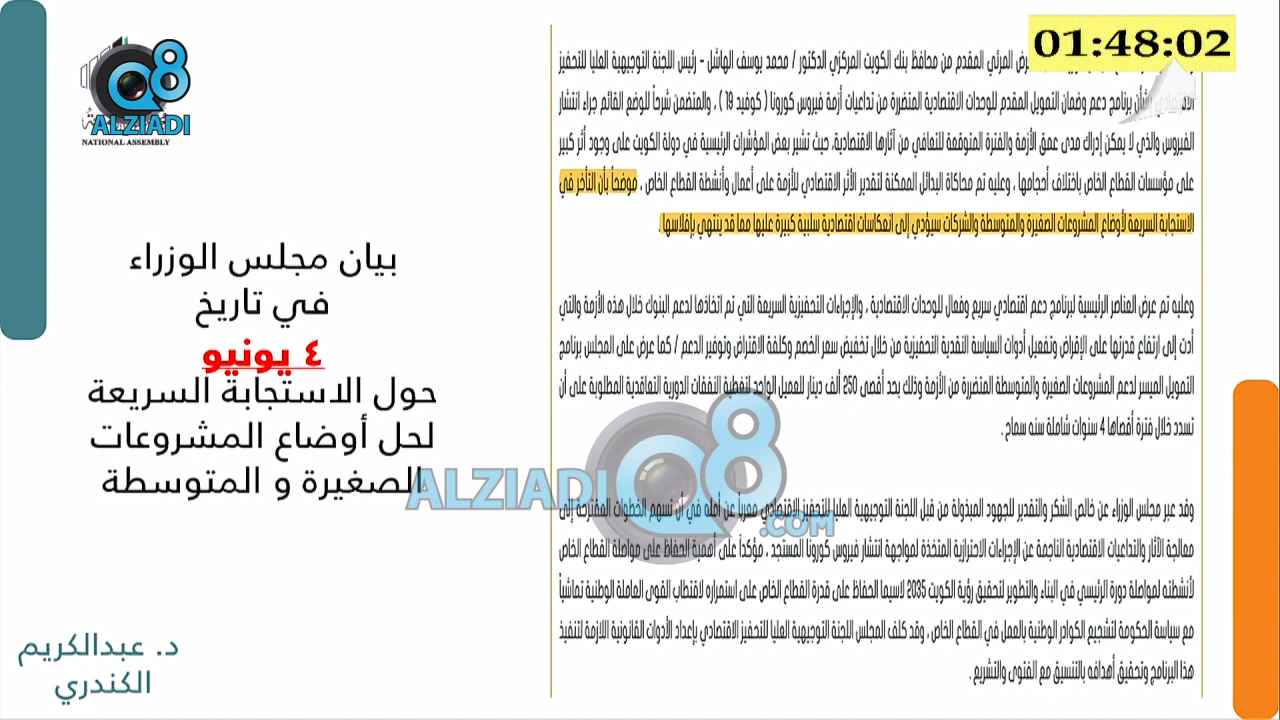 01:48:02
Q8
ALZIADI
NATIONAL ASSEMBLY
بيان مجلس الوزراء
في تاريخ
٤ يونيو
حول الاستجابة السريعة
لحل أوضاع المشروعات
الصغيرة و المتوسطة
د. عبدالكريم
الكندري
المرئي المقدم من محافظ بنك الكويت المركزي الدكتور / محمد يوسف الهاشل - رئيس اللجنة التوجيهية العليا للتحفيز
بشأن برنامج دعم وضمان التمويل المقدم للوحدات الاقتصادية المتضررة من تداعيات أزمة فيروس كورونا ( كوفيد 19 ) ، والمتضمن شرحاً للوضع القائم جراء انتشار
الفيروس والذي لا يمكن إدراك مدى عمق الأزمة والفترة المتوقعة للتعافي من آثارها الاقتصادية، حيث تشير بعض المؤشرات الرئيسية في دولة الكويت على وجود أثر كبير
على مؤسسات القطاع الخاص باختلاف أحجامها ، وعليه تم محاكاة البدائل الممكنة لتقدير الأثر الاقتصادي للأزمة على أعمال وأنشطة القطاع الخاص ، موضحاً بأن التأخر في
الاستجابة السريعة لأوضاع المشروعات الصغيرة والمتوسطة والشركات سيؤدي إلى انعكاسات اقتصادية سلبية كبيرة عليها مما قد ينتهي بإفلاسها .
وعليه تم عرض العناصر الرئيسية لبرنامج دعم اقتصادي سريع وفعال للوحدات الاقتصادية ، والإجراءات التحفيزية السريعة التي تم اتخاذها لدعم البنوك خلال هذه الأزمة والتي
أدت إلى ارتفاع قدرتها على الإقراض وتفعيل أدوات السياسة النقدية التحفيزية من خلال تخفيض سعر الخصم وكلفة الاقتراض وتوفير الدعم / كما عرض على المجلس برنامج
التمويل الميسر لدعم المشروعات الصغيرة والمتوسطة المتضررة من الأزمة وذلك بحد أقصى 250 ألف دينار للعميل الواحد لتغطية النفقات الدورية التعاقدية المطلوبة على أن
تسدد خلال فترة أقصاها 4 سنوات شاملة سنه سماح .
ALZIADI Q8 .COM
وقد عبر مجلس الوزراء عن خالص الشكر والتقدير للجهود المبذولة من قبل اللجنة التوجيهية العليا للتحفيز الاقتصادي معرباً عن أمله في أن تسهم الخطوات المقترحة إلى
معالجة الآثار والتداعيات الاقتصادية الناجمة عن الإجراءات الاحترازية المتخذة لمواجهة انتشار فيروس كورونا المستجد ، مؤكداً على أهمية الحفاظ على مواصلة القطاع الخاص
لأنشطته لمواصلة دورة الرئيسي في البناء والتطوير لتحقيق رؤية الكويت 2035 لاسيما الحفاظ على قدرة القطاع الخاص على استمراره لاقتطاب القوى العاملة الوطنية تماشياً
مع سياسة الحكومة لتشجيع الكوادر الوطنية بالعمل في القطاع الخاص ، وقد كلف المجلس اللجنة التوجيهية العليا للتحفيز الاقتصادي بإعداد الأدوات القانونية اللازمة لتنفيذ
هذا البرنامج وتحقيق أهدافه بالتنسيق مع الفتوى والتشريع .